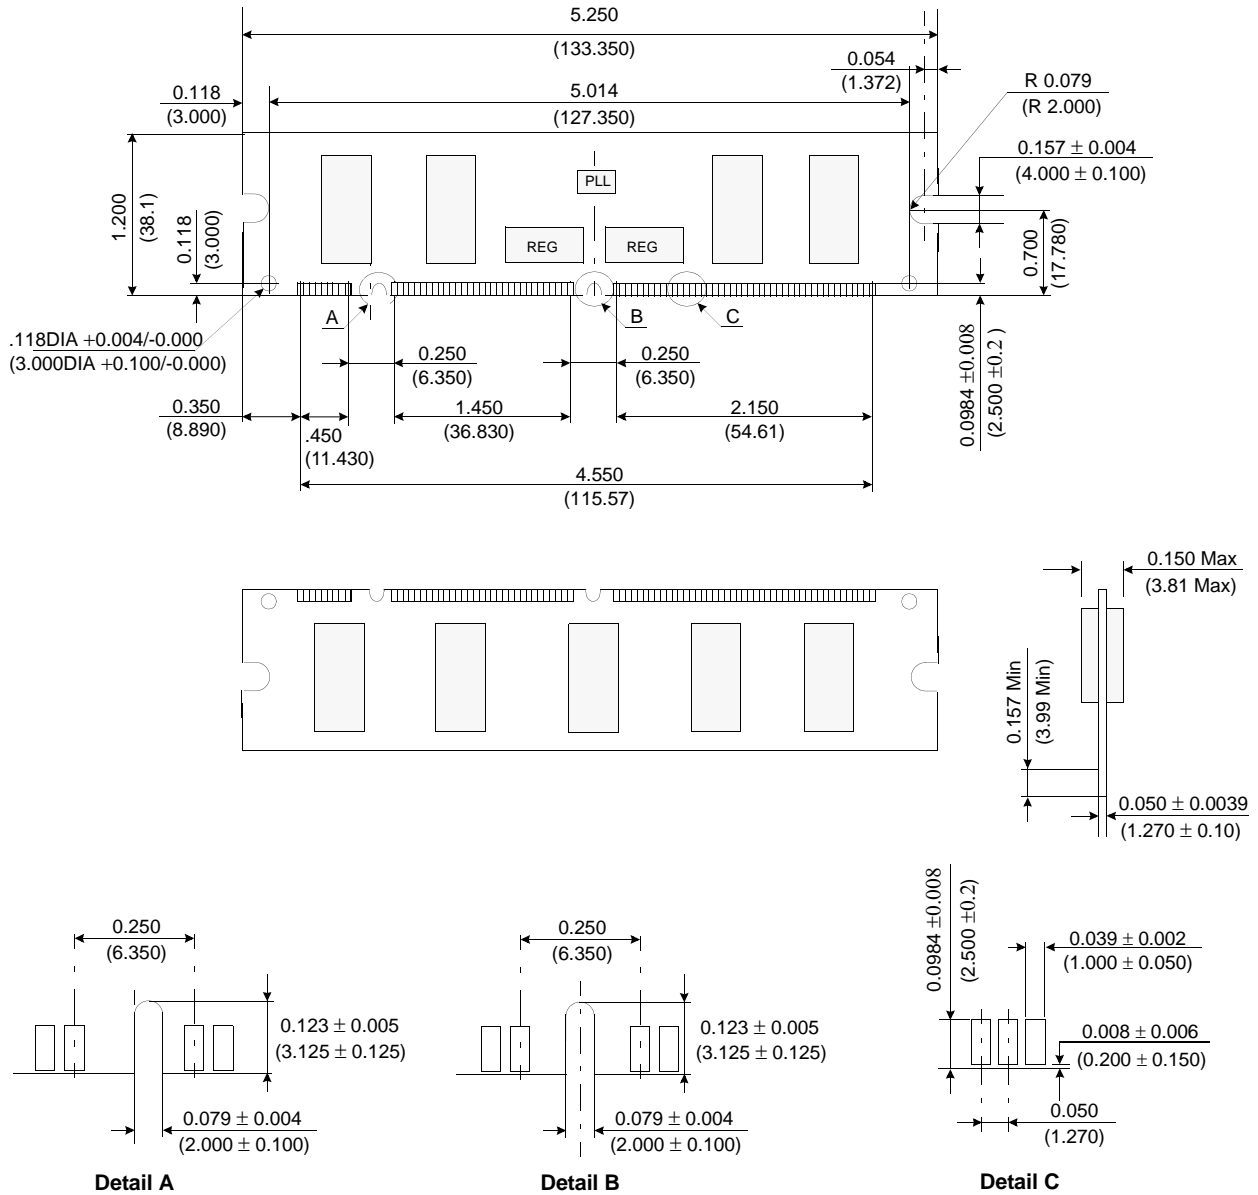 5.250
(133.350)
0.054
(1.372)
R 0.079
(R 2.000)
0.118
(3.000)
5.014
(127.350)
0.157 ± 0.004
(4.000 ± 0.100)
1.200
(38.1)
0.118
(3.000)
PLL
REG
REG
0.700
(17.780)
A
B
C
.118DIA +0.004/-0.000
(3.000DIA +0.100/-0.000)
0.250
(6.350)
0.250
(6.350)
0.0984 ±0.008
(2.500 ±0.2 )
0.350
(8.890)
.450
(11.430)
1.450
(36.830)
2.150
(54.61)
4.550
(115.57)
0.150 Max
(3.81 Max)
0.157 Min
(3.99 Min)
0.050 ± 0.0039
(1.270 ± 0.10)
0.250
(6.350)
0.123 ± 0.005
(3.125 ± 0.125)
0.079 ± 0.004
(2.000 ± 0.100)
Detail A
0.250
(6.350)
0.123 ± 0.005
(3.125 ± 0.125)
0.079 ± 0.004
(2.000 ± 0.100)
Detail B
0.0984 ±0.008
(2.500 ±0.2)
0.039 ± 0.002
(1.000 ± 0.050)
0.008 ± 0.006
(0.200 ± 0.150)
0.050
(1.270)
Detail C